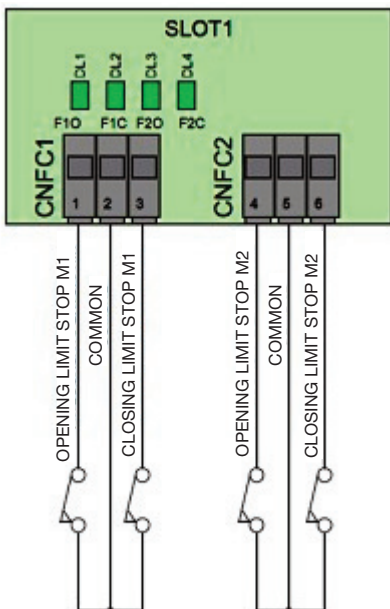 SLOT1
DL1 DL2 DL3 DL4
F1O F1C F2O F2C
CNFC1
1 2 3
CNFC2
4 5 6
OPENING LIMIT STOP M1
COMMON
CLOSING LIMIT STOP M1
OPENING LIMIT STOP M2
COMMON
CLOSING LIMIT STOP M2